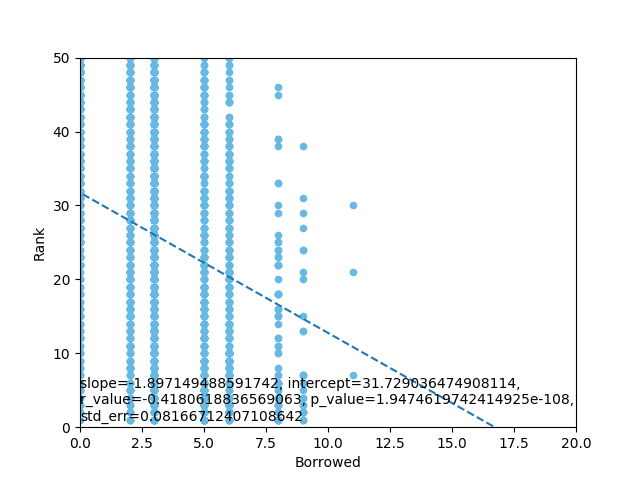 50
40
30
20
10
0
Rank
slope=-1.897149488591742, intercept=31.729036474908114,
r_value=-0.4180618836569063, p_value=1.9474619742414925e-108,
std_err=0.08166712407108642
0.0 2.5 5.0 7.5 10.0 12.5 15.0 17.5 20.0
Borrowed